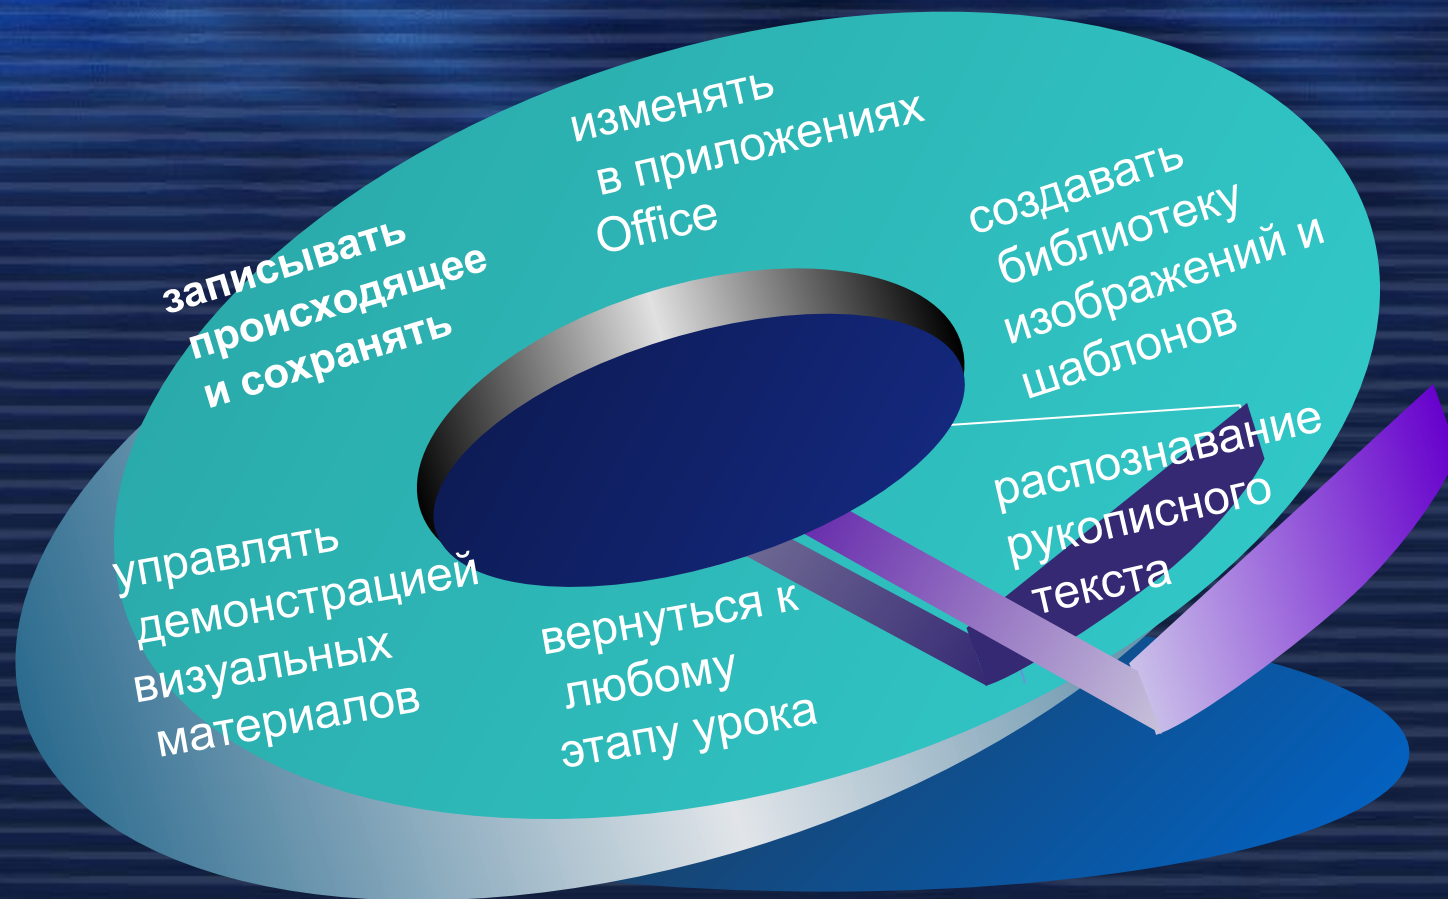 изменять
в приложениях
Office
создавать
библиотеку
изображений и
шаблонов
записывать
происходящее
и сохранять
распознавание
рукописного
текста
управлять
демонстрацией
визуальных
материалов
вернуться к
любому
этапу урока